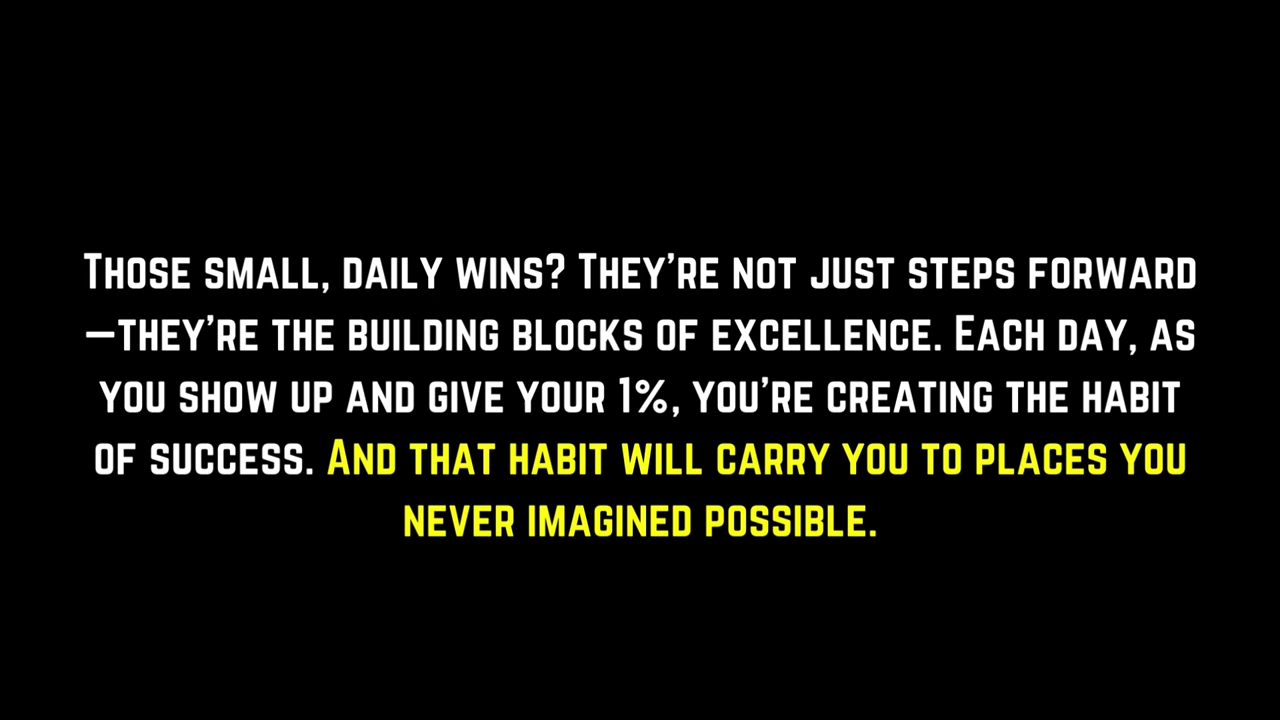 Those small, daily wins? They’re not just steps forward
—they’re the building blocks of excellence. Each day, as
you show up and give your 1%, you’re creating the habit
of success. And that habit will carry you to places you
never imagined possible.